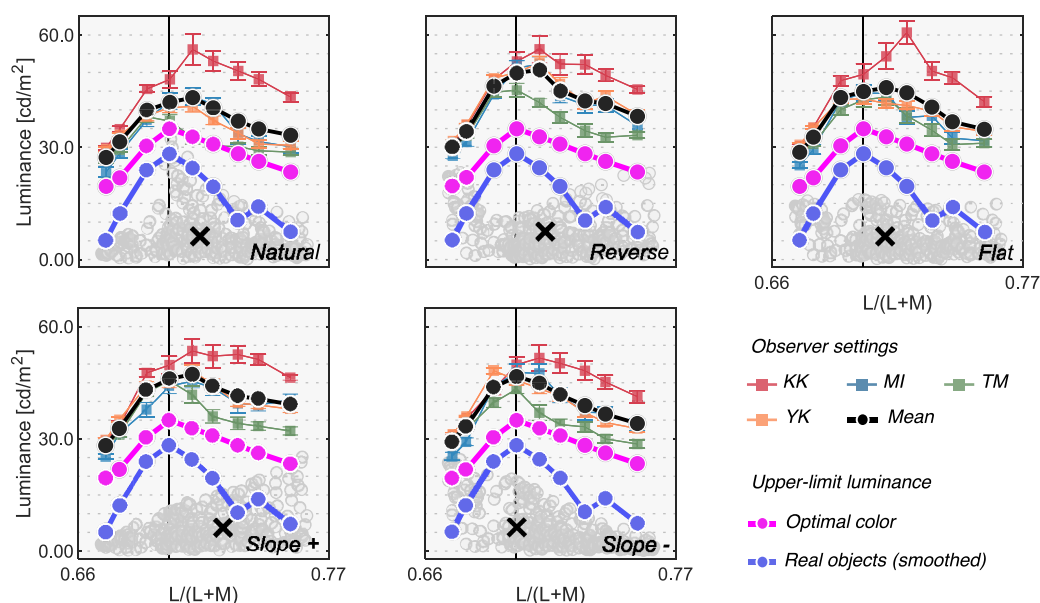 60.0
30.0
0.00
Luminance [cd/m²]
Natural
Reverse
Flat
0.66
0.77
L/(L+M)
60.0
30.0
0.00
Luminance [cd/m²]
Slope +
Slope -
0.66
0.77
L/(L+M)
0.66
0.77
L/(L+M)
Observer settings
KK
MI
TM
YK
Mean
Upper-limit luminance
Optimal color
Real objects (smoothed)